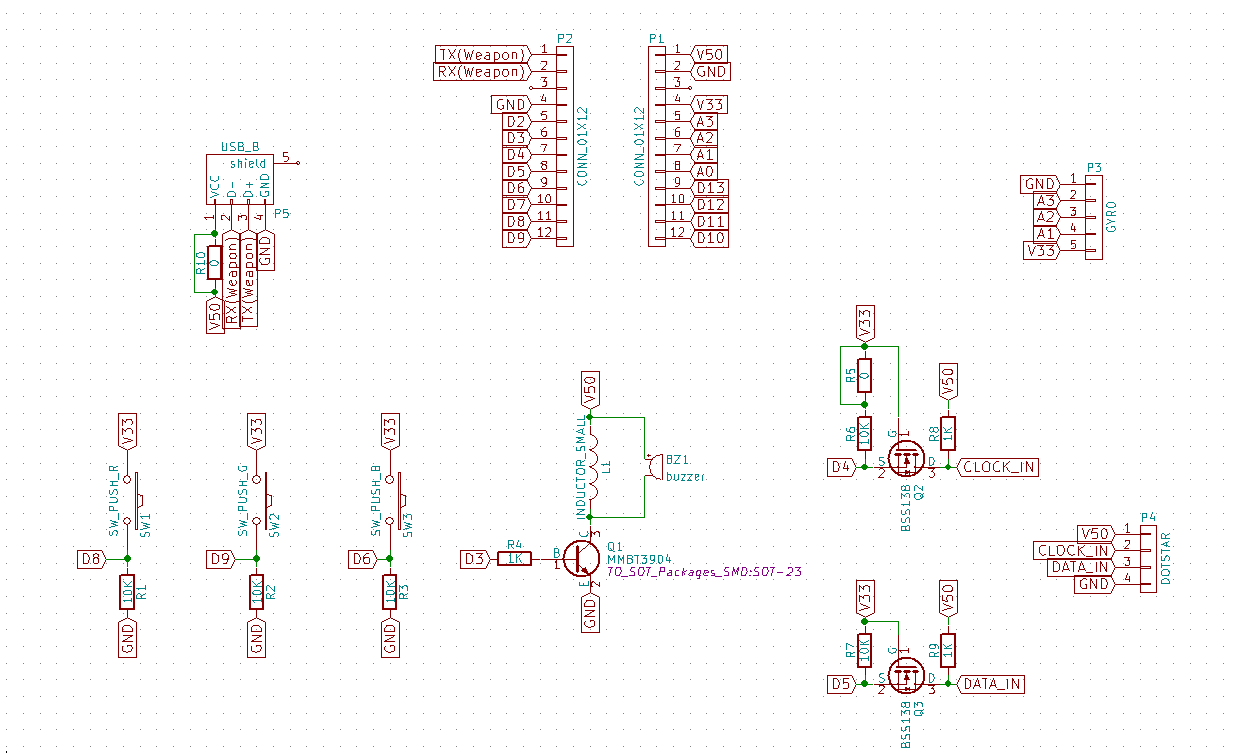 P2
TX(Weapon) 1
RX(Weapon) 2
3
GND 4
D2 5
D3 6
D4 7
D5 8
D6 9
D7 10
D8 11
D9 12
CONN_01X12
P1
1 V50
2 GND
3
4 V33
5 A3
6 A2
7 A1
8 A0
9 D13
10 D12
11 D11
12 D10
CONN_01X12
USB_B
shield 5
VCC
D-
D+
GND
P5
1
2
3
4
R10
0
V50
RX(Weapon)
TX(Weapon)
GND
P3
GND 1
A3 2
A2 3
A1 4
V33 5
GYRO
V33
SW_PUSH_R
SW1
D8
10K
R1
GND
V33
SW_PUSH_G
SW2
D9
10K
R2
GND
V33
SW_PUSH_B
SW3
D6
10K
R3
GND
V50
INDUCTOR_SMALL
L1
BZ1
buzzer
D3
R4
1K
B
1
C
3
E
2
Q1
MMBT3904
TO_SOT_Packages_SMD:SOT-23
GND
V33
R5
0
R6
10K
V50
R8
1K
G
1
D4
S
2
D
3
CLOCK_IN
BSS138
Q2
P4
V50 1
CLOCK_IN 2
DATA_IN 3
GND 4
DOTSTAR
V33
R7
10K
V50
R9
1K
G
1
D5
S
2
D
3
DATA_IN
BSS138
Q3